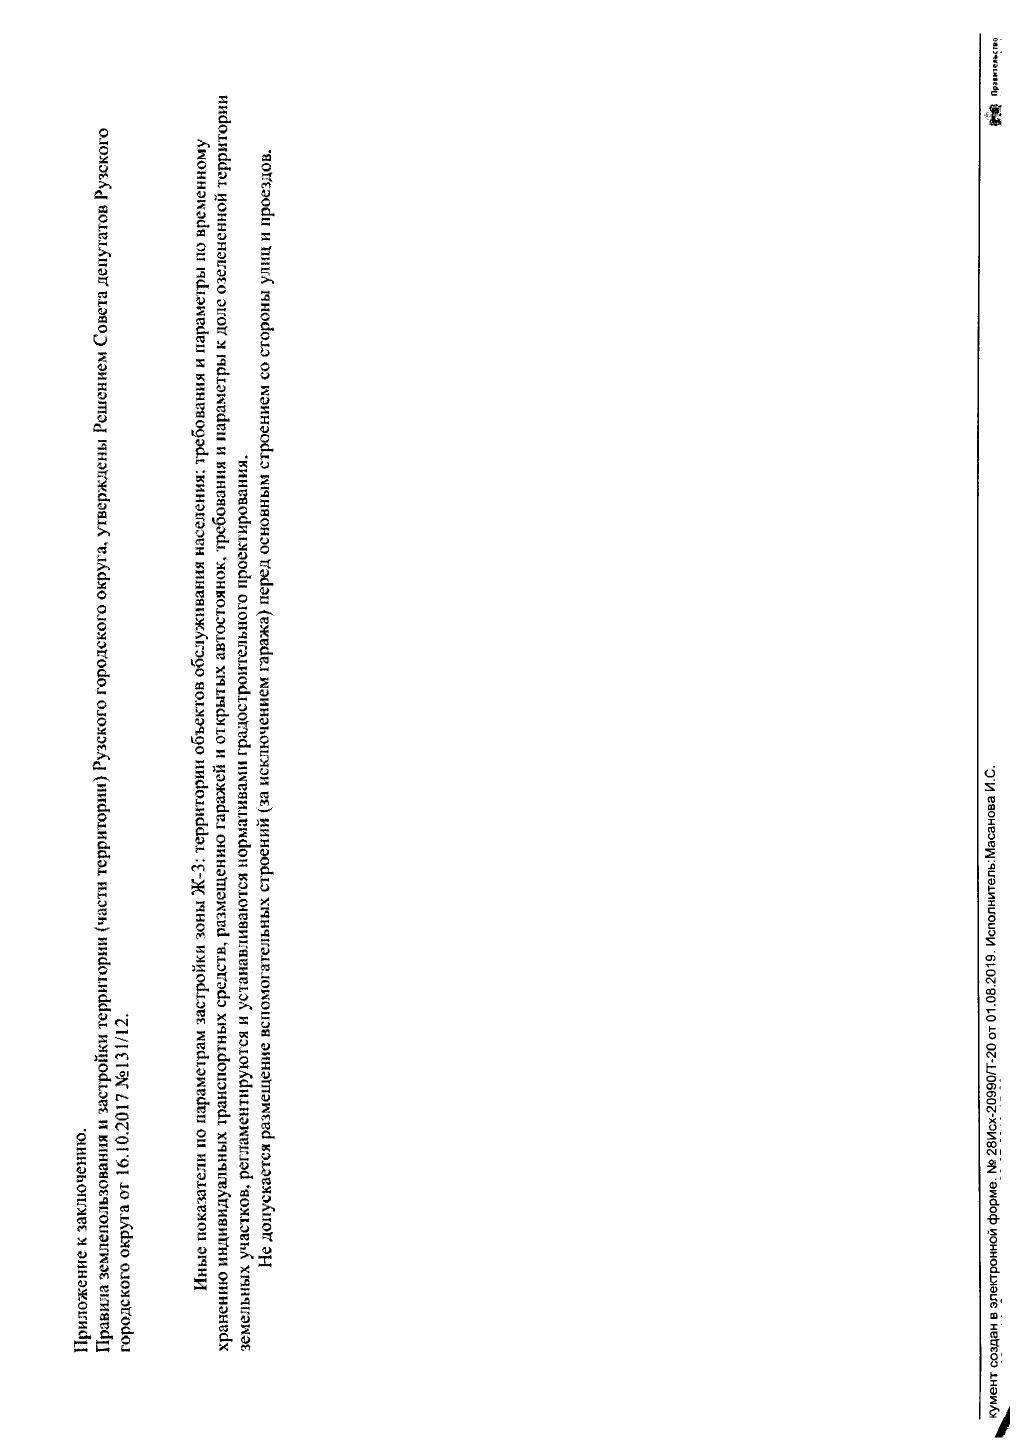 Приложение к заключению.
Правила землепользования и застройки территории (части территории) Рузского городского округа, утверждены Решением Совета депутатов Рузского
городского округа от 16.10.2017 №131/12.
Иные показатели по параметрам застройки зоны Ж-3: территории объектов обслуживания населения; требования и параметры по временному
хранению индивидуальных транспортных средств, размещению гаражей и открытых автостоянок, требования и параметры к доле озелененной территории
земельных участков, регламентируются и устанавливаются нормативами градостроительного проектирования.
Не допускается размещение вспомогательных строений (за исключением гаража) перед основным строением со стороны улиц и проездов.
кумент создан в электронной форме. № 28Исх-20990/Т-20 от 01.08.2019. Исполнитель:Масанова И.С.
Правительство